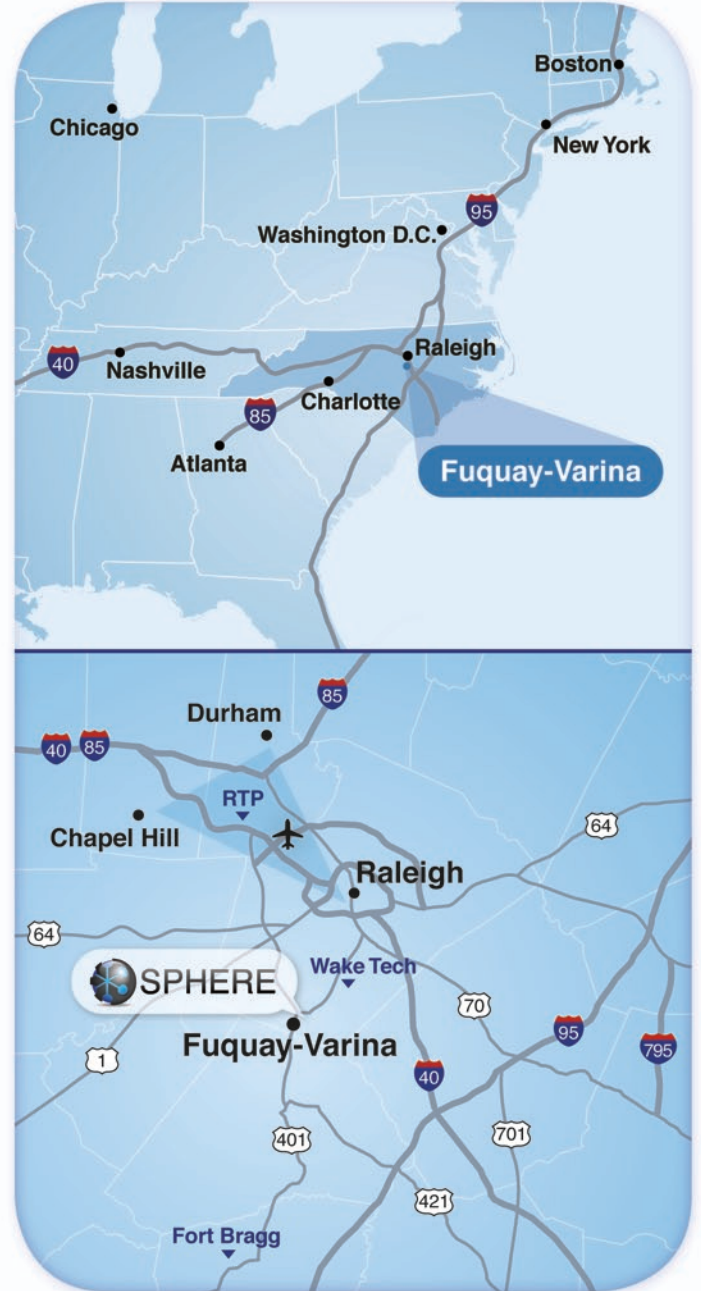 Boston
Chicago
New York
95
Washington D.C.
Raleigh
40
Nashville
Charlotte
85
Atlanta
Fuquay-Varina
85
Durham
40
85
RTP
64
Chapel Hill
Raleigh
64
Wake Tech
SPHERE
70
95
Fuquay-Varina
795
1
40
401
701
421
Fort Bragg